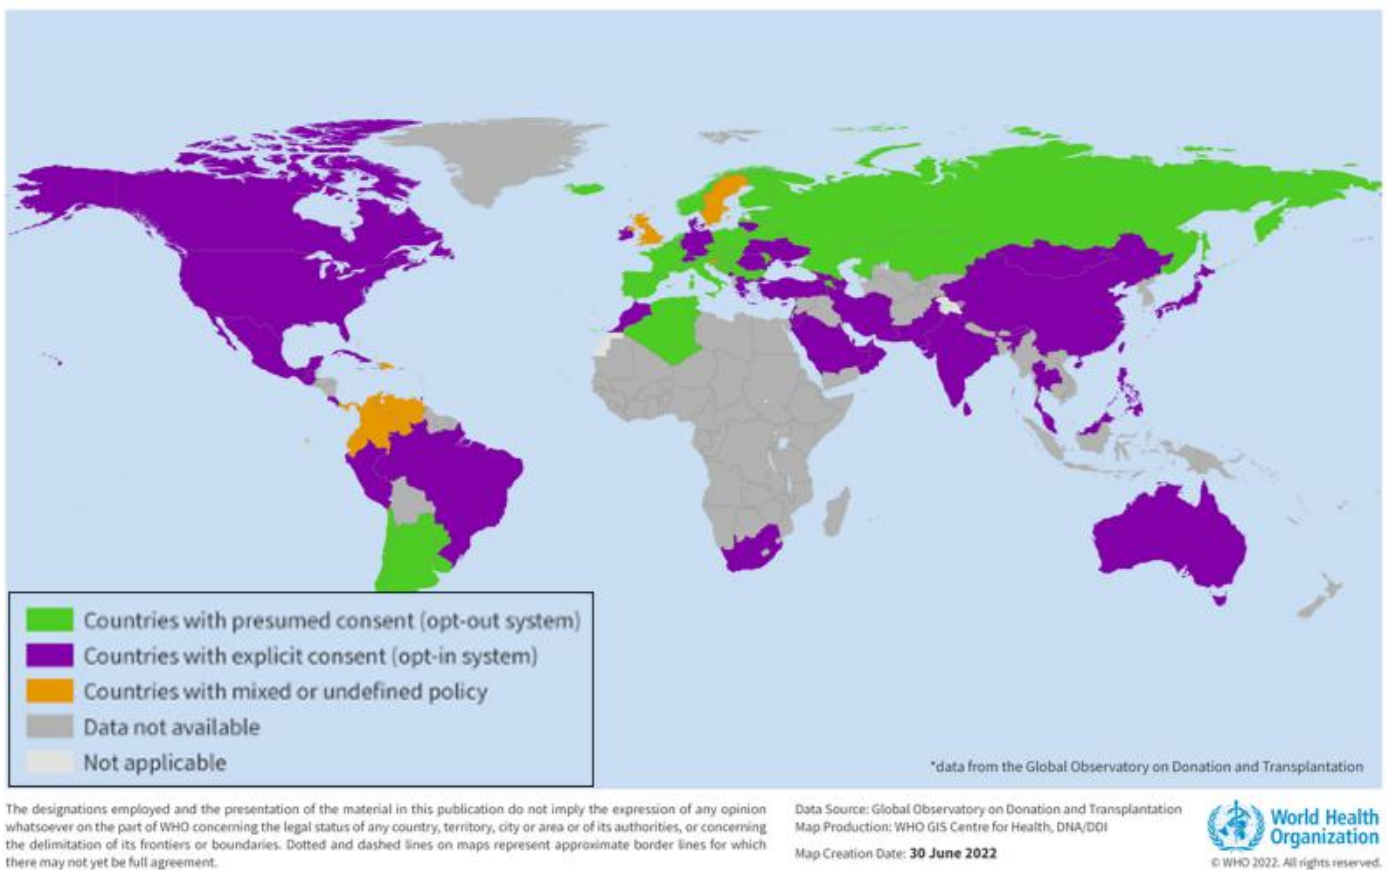 Countries with presumed consent (opt-out system)
Countries with explicit consent (opt-in system)
Countries with mixed or undefined policy
Data not available
Not applicable
*data from the Global Observatory on Donation and Transplantation
The designations employed and the presentation of the material in this publication do not imply the expression of any opinion
whatsoever on the part of WHO concerning the legal status of any country, territory, city or area or of its authorities, or concerning
the delimitation of its frontiers or boundaries. Dotted and dashed lines on maps represent approximate border lines for which
there may not yet be full agreement.
Data Source: Global Observatory on Donation and Transplantation
Map Production: WHO GIS Centre for Health, DNA/DDI
Map Creation Date: 30 June 2022
World Health
Organization
© WHO 2022. All rights reserved.